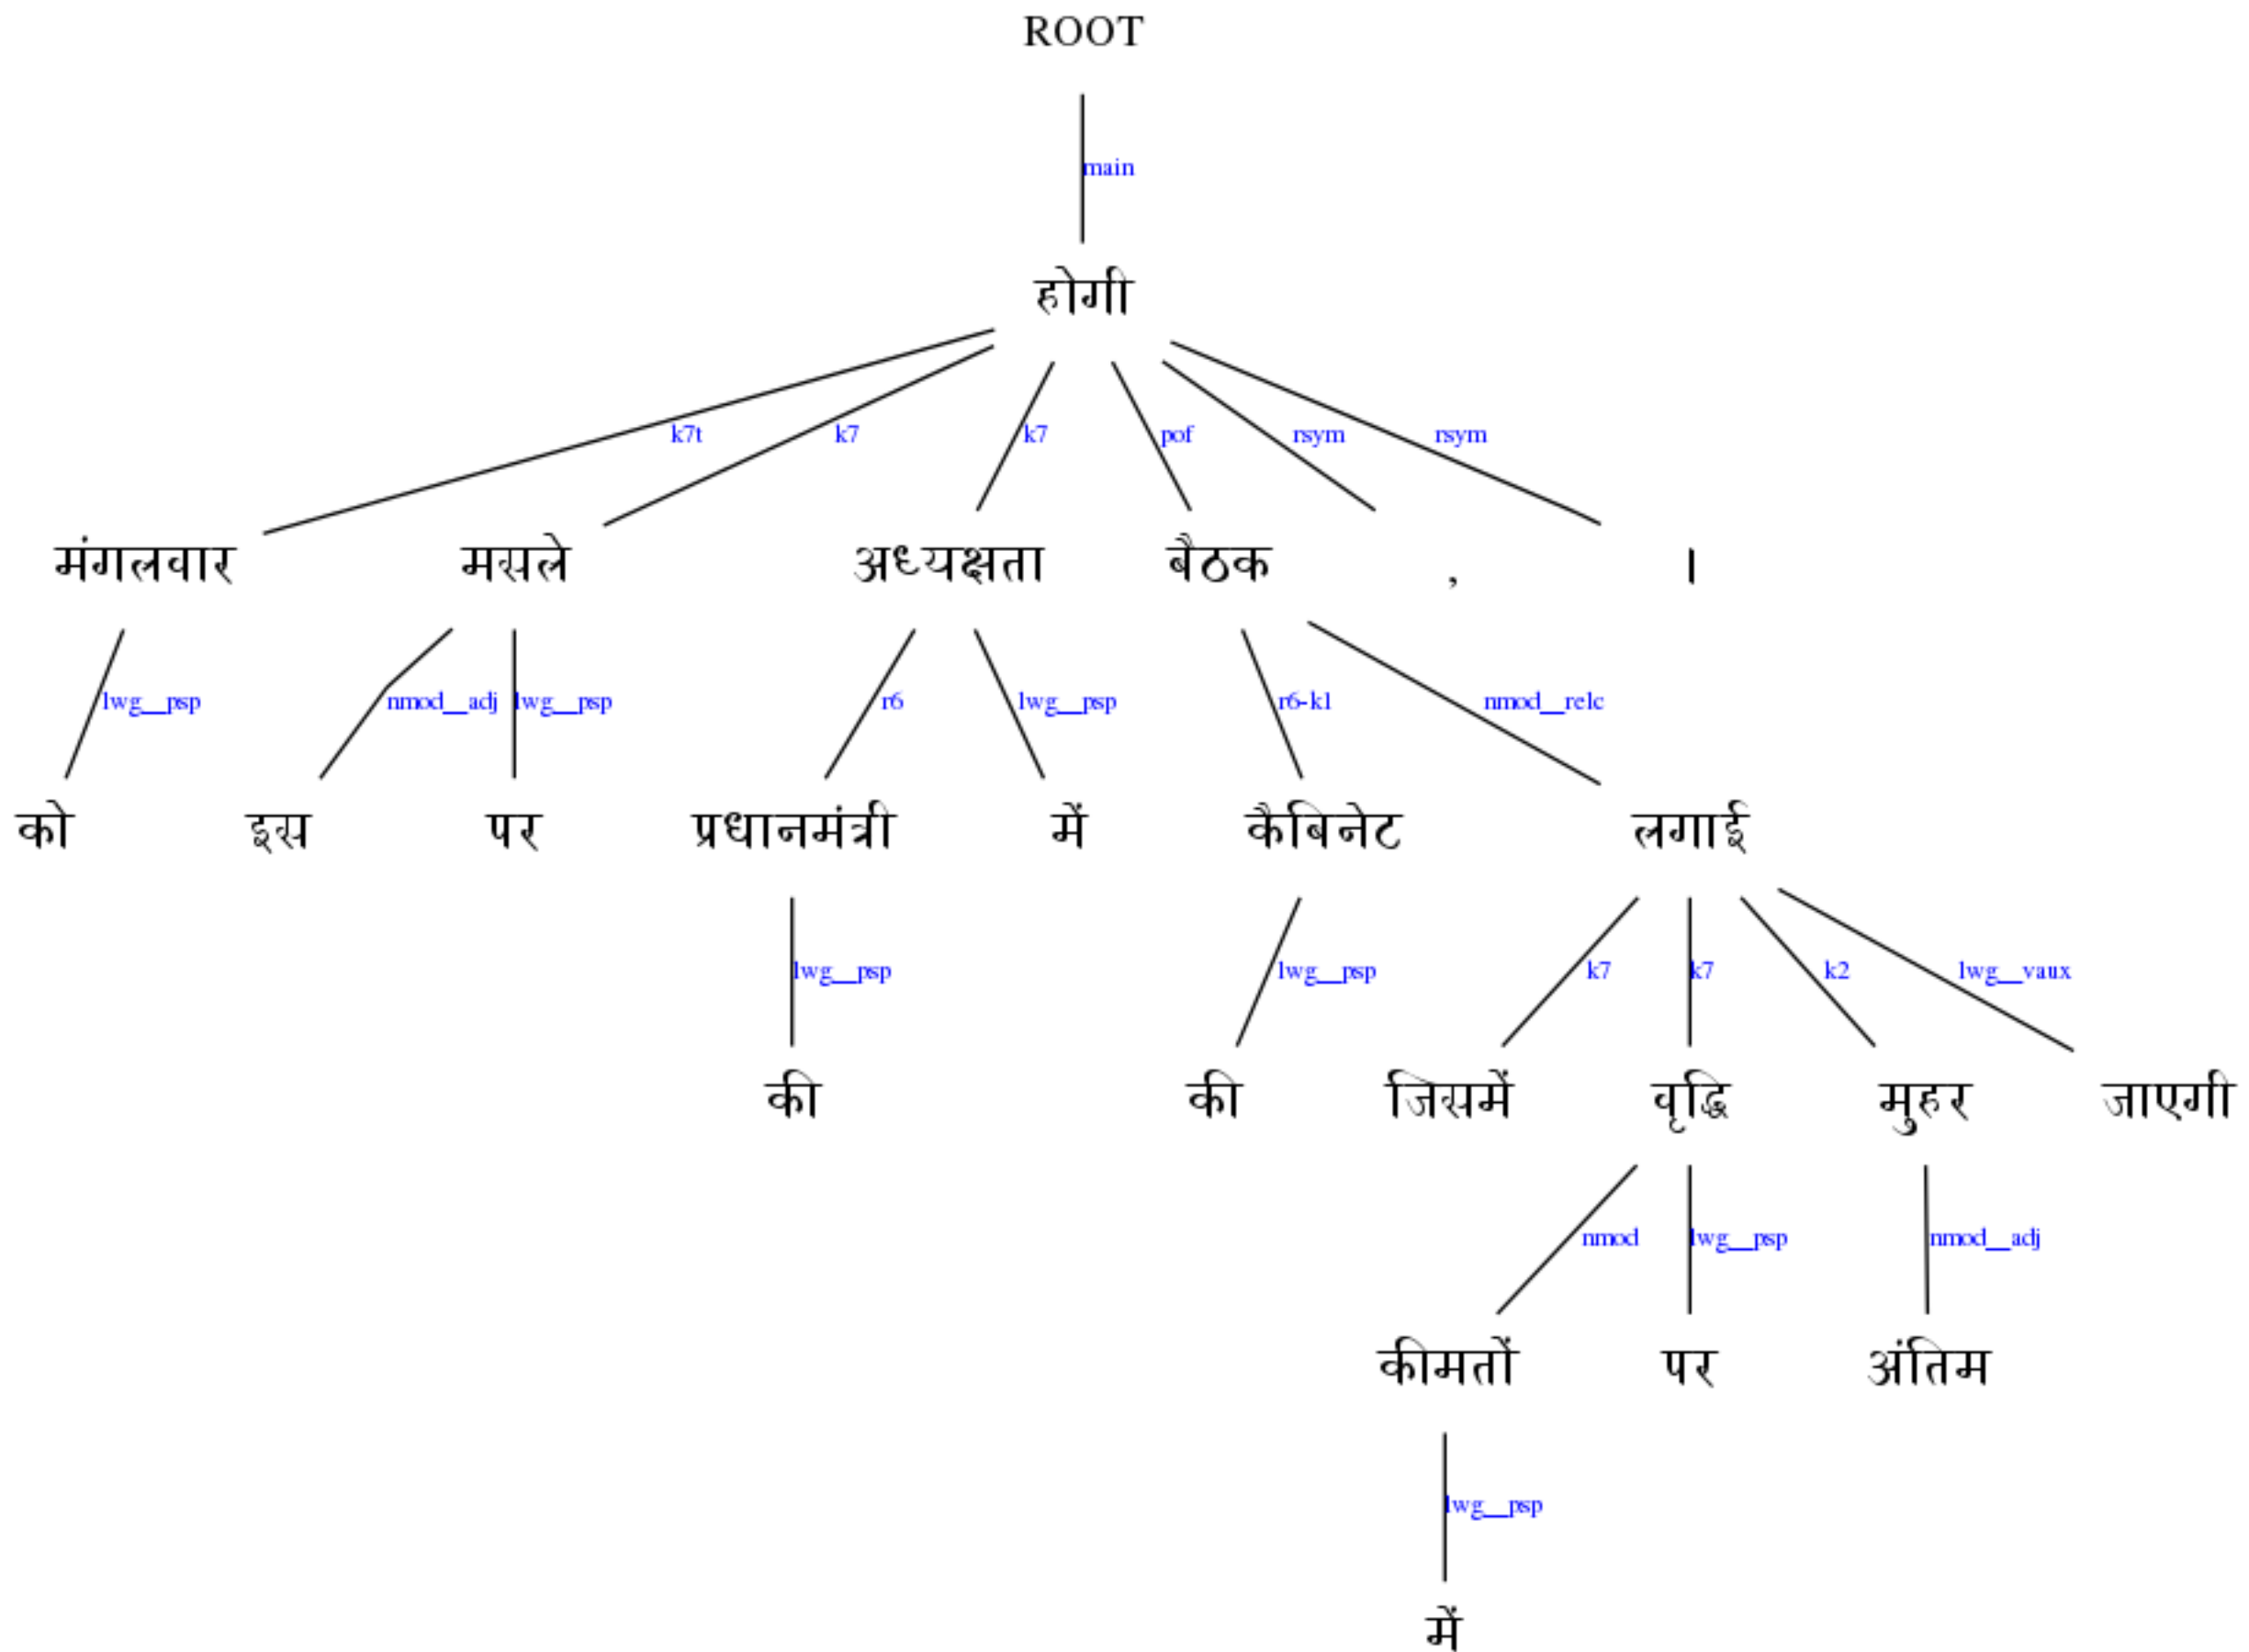 ROOT
main
होगी
k7t k7 k7 pof rsym rsym
मंगलवार मसले अध्यक्षता बैठक , ।
lwg__psp nmod__adj lwg__psp r6 lwg__psp r6-k1 nmod__relc
को इस पर प्रधानमंत्री में कैबिनेट लगाई
lwg__psp lwg__psp k7 k7 k2 lwg__vaux
की की जिसमें वृद्धि मुहर जाएगी
nmod lwg__psp nmod__adj
कीमतों पर अंतिम
lwg__psp
में